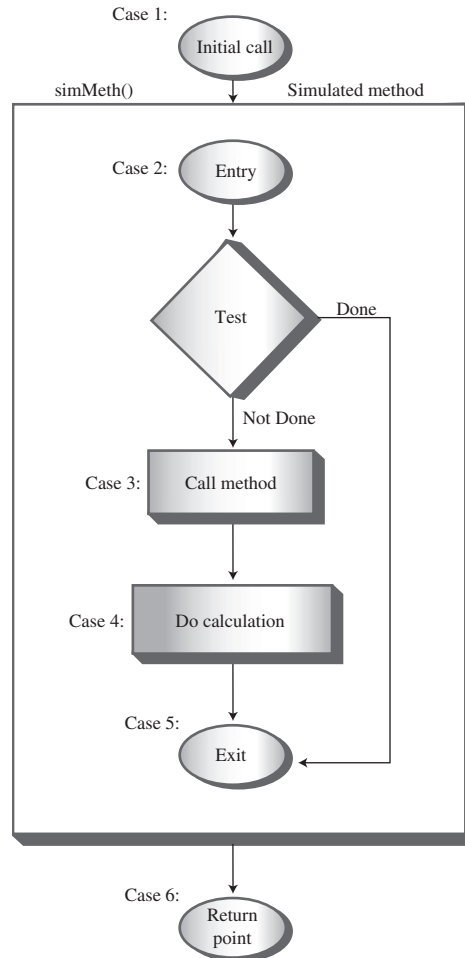 Case 1:
Initial call
simMeth()
Simulated method
Case 2:
Entry
Test
Done
Not Done
Case 3:
Call method
Case 4:
Do calculation
Case 5:
Exit
Case 6:
Return
point